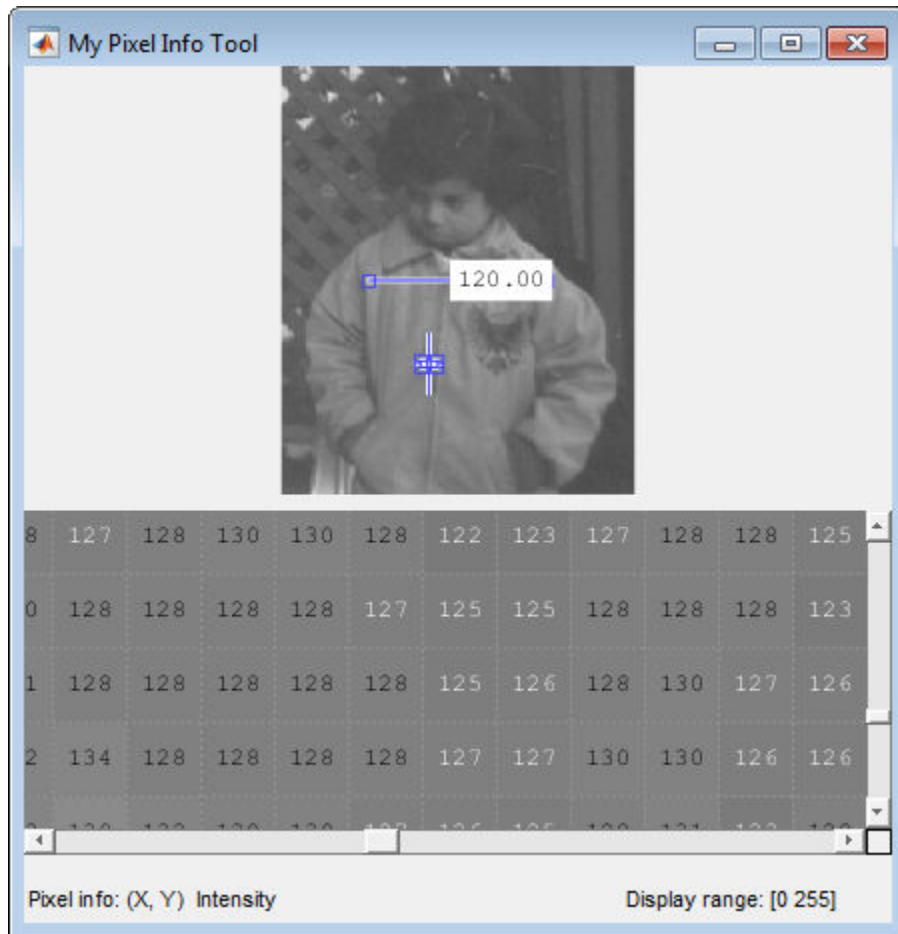 My Pixel Info Tool
120.00
8 127 128 130 130 128 122 123 127 128 128 125
0 128 128 128 128 127 125 125 128 128 128 123
1 128 128 128 128 128 125 126 128 130 127 126
2 134 128 128 128 128 127 127 130 130 126 126
Pixel info: (X, Y) Intensity
Display range: [0 255]